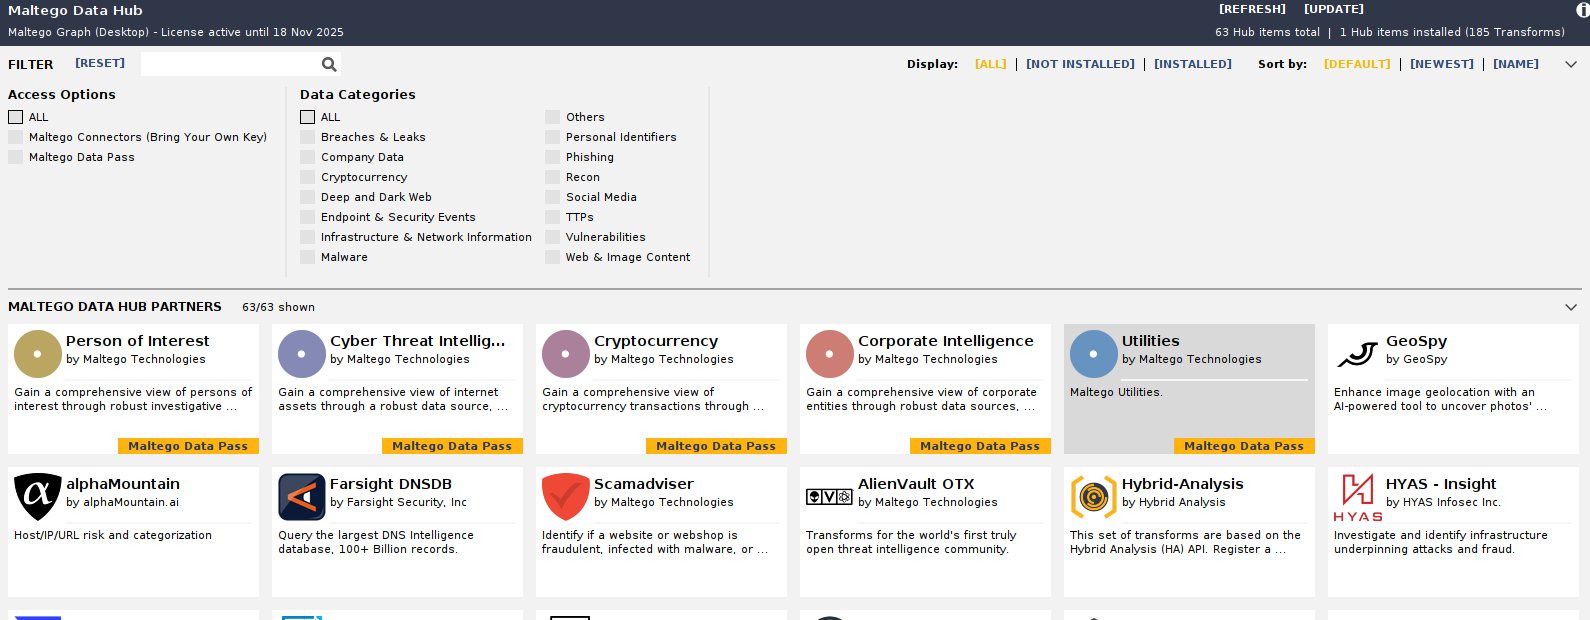 Maltego Data Hub
[REFRESH] [UPDATE]
Maltego Graph (Desktop) - License active until 18 Nov 2025
63 Hub items total | 1 Hub items installed (185 Transforms)
FILTER [RESET]
Display: [ALL] | [NOT INSTALLED] | [INSTALLED] Sort by: [DEFAULT] | [NEWEST] | [NAME]
Access Options
ALL
Maltego Connectors (Bring Your Own Key)
Maltego Data Pass
Data Categories
ALL
Breaches & Leaks
Company Data
Cryptocurrency
Deep and Dark Web
Endpoint & Security Events
Infrastructure & Network Information
Malware
Others
Personal Identifiers
Phishing
Recon
Social Media
TTPs
Vulnerabilities
Web & Image Content
MALTEGO DATA HUB PARTNERS 63/63 shown
Person of Interest
by Maltego Technologies
Gain a comprehensive view of persons of
interest through robust investigative ...
Maltego Data Pass
Cyber Threat Intellig...
by Maltego Technologies
Gain a comprehensive view of internet
assets through a robust data source, ...
Maltego Data Pass
Cryptocurrency
by Maltego Technologies
Gain a comprehensive view of
cryptocurrency transactions through ...
Maltego Data Pass
Corporate Intelligence
by Maltego Technologies
Gain a comprehensive view of corporate
entities through robust data sources, ...
Maltego Data Pass
Utilities
by Maltego Technologies
Maltego Utilities.
Maltego Data Pass
GeoSpy
by GeoSpy
Enhance image geolocation with an
AI-powered tool to uncover photos' ...
alphaMountain
by alphaMountain.ai
Host/IP/URL risk and categorization
Farsight DNSDB
by Farsight Security, Inc
Query the largest DNS Intelligence
database, 100+ Billion records.
Scamadviser
by Maltego Technologies
Identify if a website or webshop is
fraudulent, infected with malware, or ...
AlienVault OTX
by Maltego Technologies
Transforms for the world's first truly
open threat intelligence community.
Hybrid-Analysis
by Hybrid Analysis
This set of transforms are based on the
Hybrid Analysis (HA) API. Register a ...
HYAS
HYAS - Insight
by HYAS Infosec Inc.
Investigate and identify infrastructure
underpinning attacks and fraud.